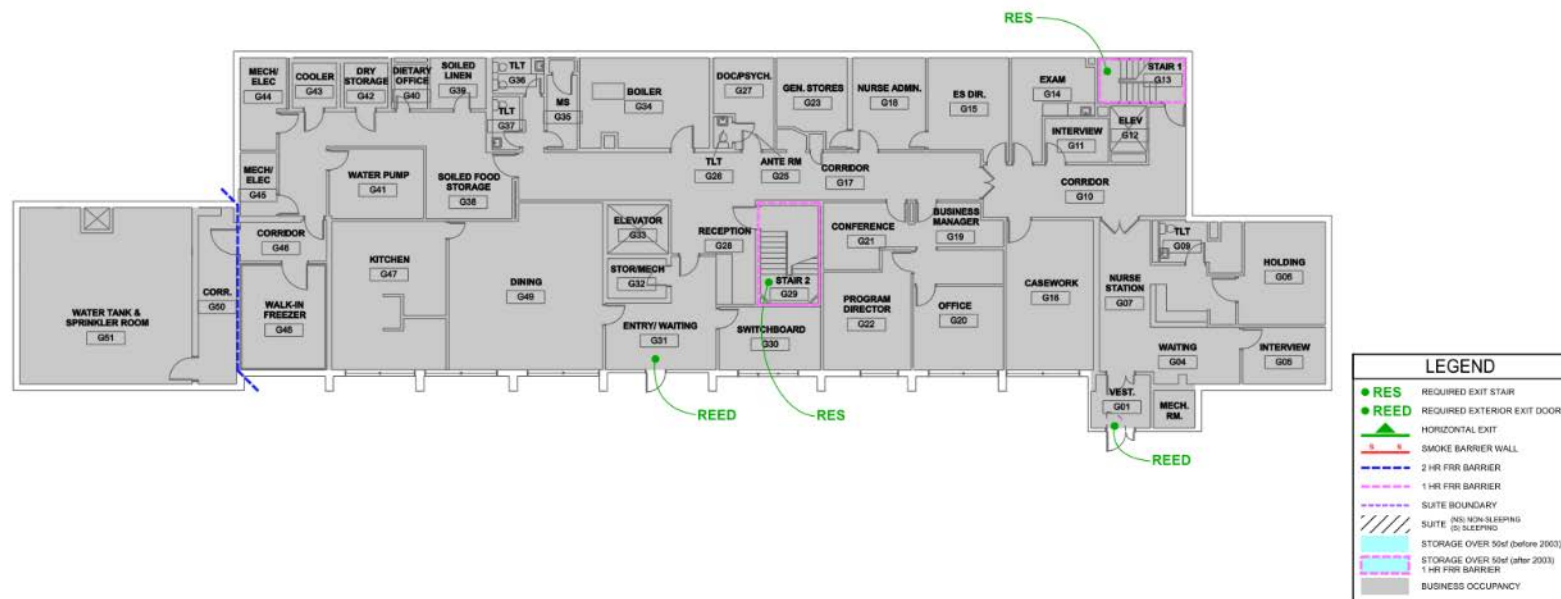 RES
MECH/
ELEC
G44
COOLER
G43
DRY
STORAGE
G42
DIETARY
OFFICE
G40
SOILED
LINEN
G39
TLT
G36
TLT
G37
MS
G35
BOILER
G34
DOC/PSYCH.
G27
GEN. STORES
G23
NURSE ADMIN.
G18
ES DIR.
G15
EXAM
G14
STAIR 1
G13
ELEV
G12
INTERVIEW
G11
MECH/
ELEC
G45
WATER PUMP
G41
SOILED FOOD
STORAGE
G38
TLT
G26
ANTE RM
G25
CORRIDOR
G17
CORRIDOR
G10
CORRIDOR
G46
ELEVATOR
G33
RECEPTION
G28
CONFERENCE
G21
BUSINESS
MANAGER
G19
TLT
G09
HOLDING
G06
KITCHEN
G47
DINING
G49
STOR/MECH
G32
STAIR 2
G29
CASEWORK
G16
NURSE
STATION
G07
CORR.
G50
WALK-IN
FREEZER
G48
WATER TANK &
SPRINKLER ROOM
G51
PROGRAM
DIRECTOR
G22
OFFICE
G20
ENTRY/ WAITING
G31
SWITCHBOARD
G30
WAITING
G04
INTERVIEW
G05
VEST.
G01
MECH.
RM.
REED
RES
REED
LEGEND
RES REQUIRED EXIT STAIR
REED REQUIRED EXTERIOR EXIT DOOR
HORIZONTAL EXIT
SMOKE BARRIER WALL
2 HR FRR BARRIER
1 HR FRR BARRIER
SUITE BOUNDARY
SUITE (NS) NON-SLEEPING
(S) SLEEPING
STORAGE OVER 50sf (before 2003)
STORAGE OVER 50sf (after 2003)
1 HR FRR BARRIER
BUSINESS OCCUPANCY